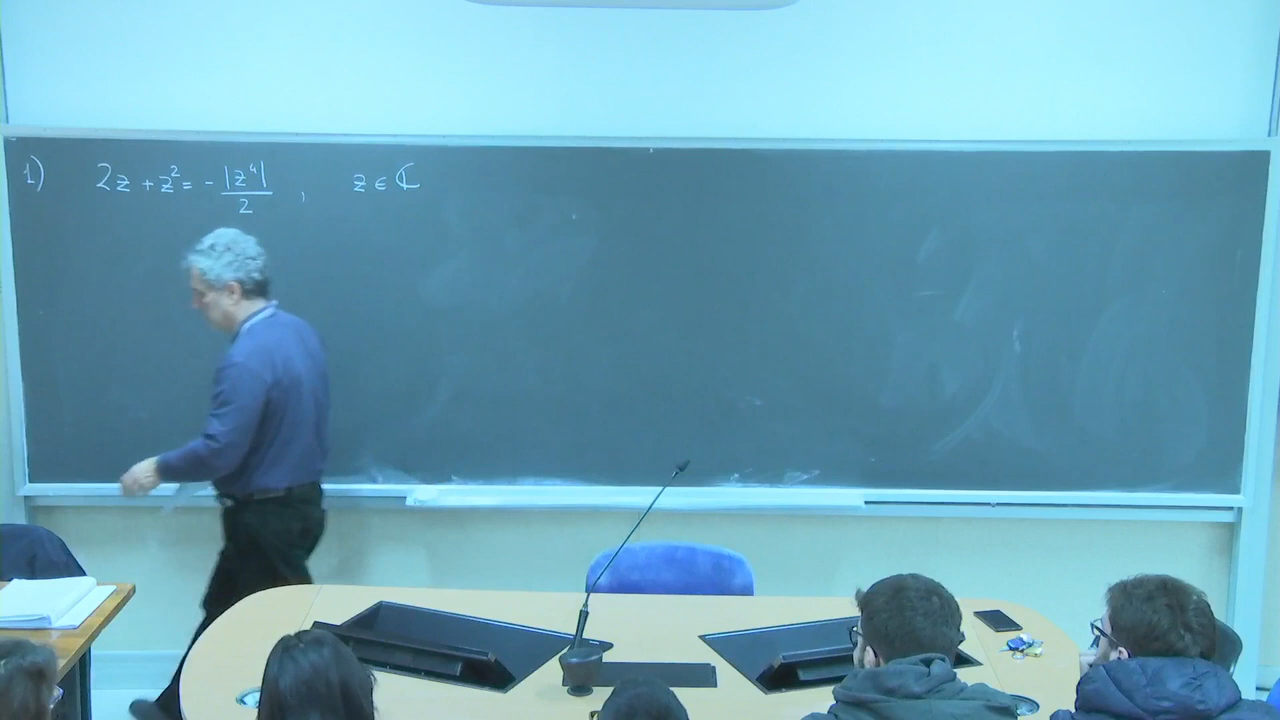 1) 2z + z² = - |z⁴| / 2 , z ∈ ℂ